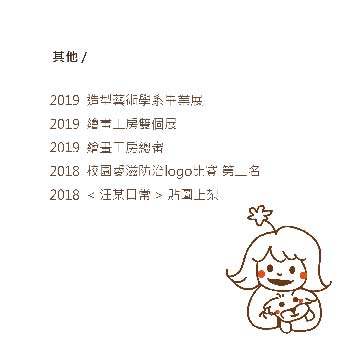 其他 /
2019 造型藝術學系畢業展
2019 繪畫工房雙個展
2019 繪畫工房總審
2018 校園愛滋防治logo比賽 第二名
2018 < 汪某日常 > 貼圖上架